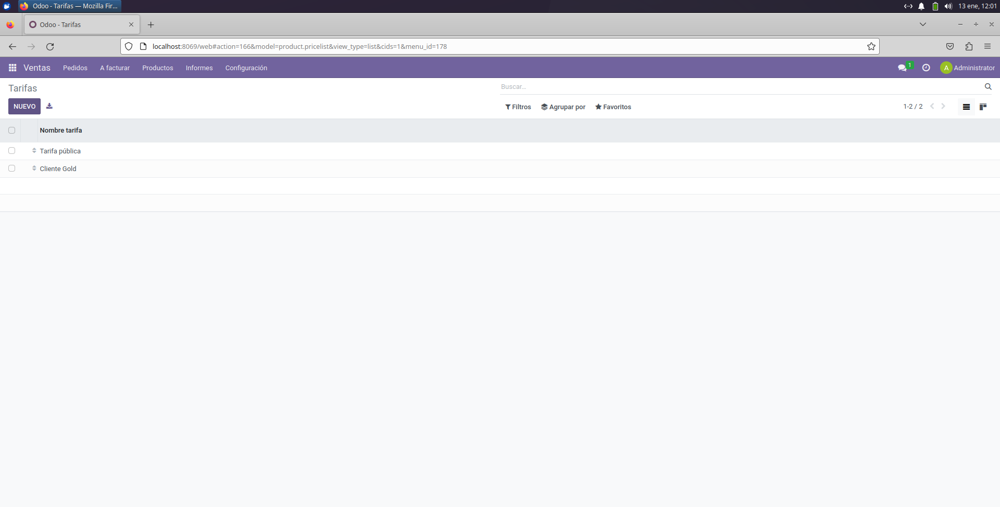 Odoo - Tarifas — Mozilla Fir...
13 ene, 12:01
Odoo - Tarifas
localhost:8069/web#action=166&model=product.pricelist&view_type=list&cids=1&menu_id=178
Ventas Pedidos A facturar Productos Informes Configuración 1 A Administrator
Tarifas
Buscar...
NUEVO
Filtros Agrupar por Favoritos 1-2 / 2
Nombre tarifa
Tarifa pública
Cliente Gold